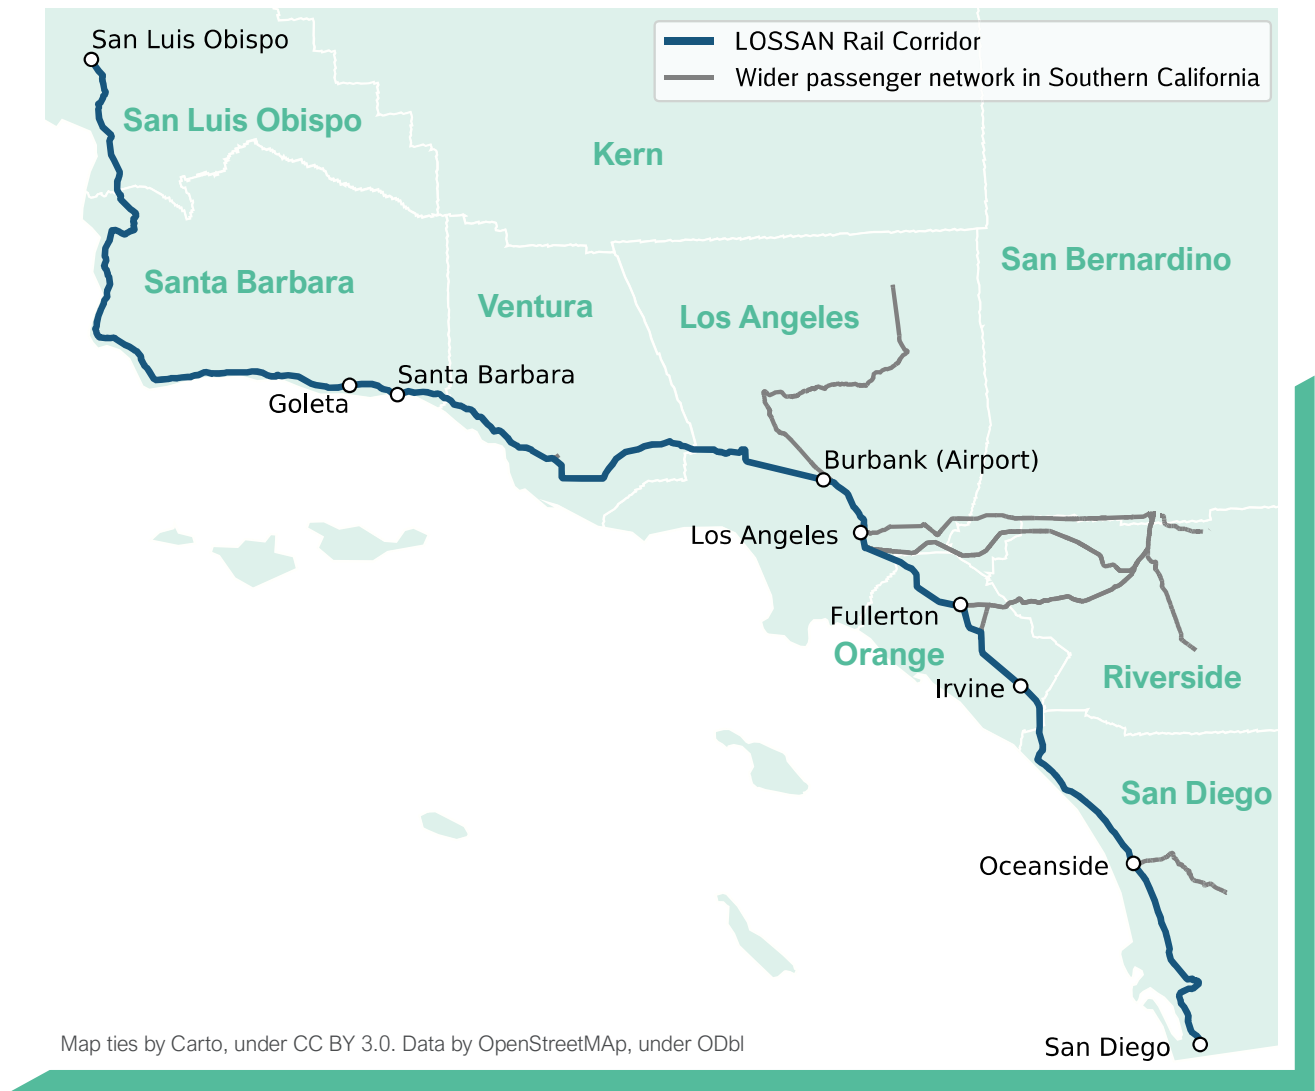 San Luis Obispo
LOSSAN Rail Corridor
Wider passenger network in Southern California
San Luis Obispo
Kern
San Bernardino
Santa Barbara
Ventura
Los Angeles
Santa Barbara
Goleta
Burbank (Airport)
Los Angeles
Fullerton
Orange
Riverside
Irvine
San Diego
Oceanside
Map ties by Carto, under CC BY 3.0. Data by OpenStreetMAp, under ODbl
San Diego